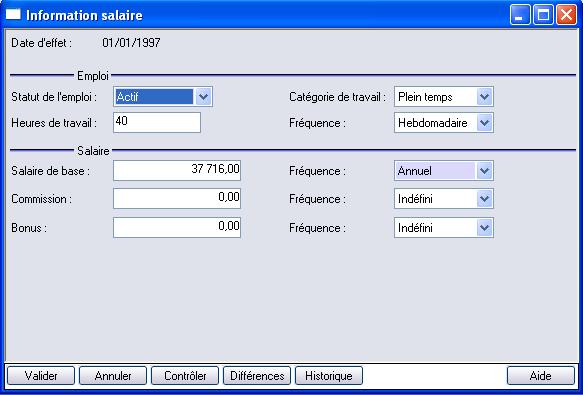 Information salaire
Date d'effet : 01/01/1997
Emploi
Statut de l'emploi : Actif Catégorie de travail : Plein temps
Heures de travail : 40 Fréquence : Hebdomadaire
Salaire
Salaire de base : 37 716,00 Fréquence : Annuel
Commission : 0,00 Fréquence : Indéfini
Bonus : 0,00 Fréquence : Indéfini
Valider Annuler Contrôler Différences Historique Aide